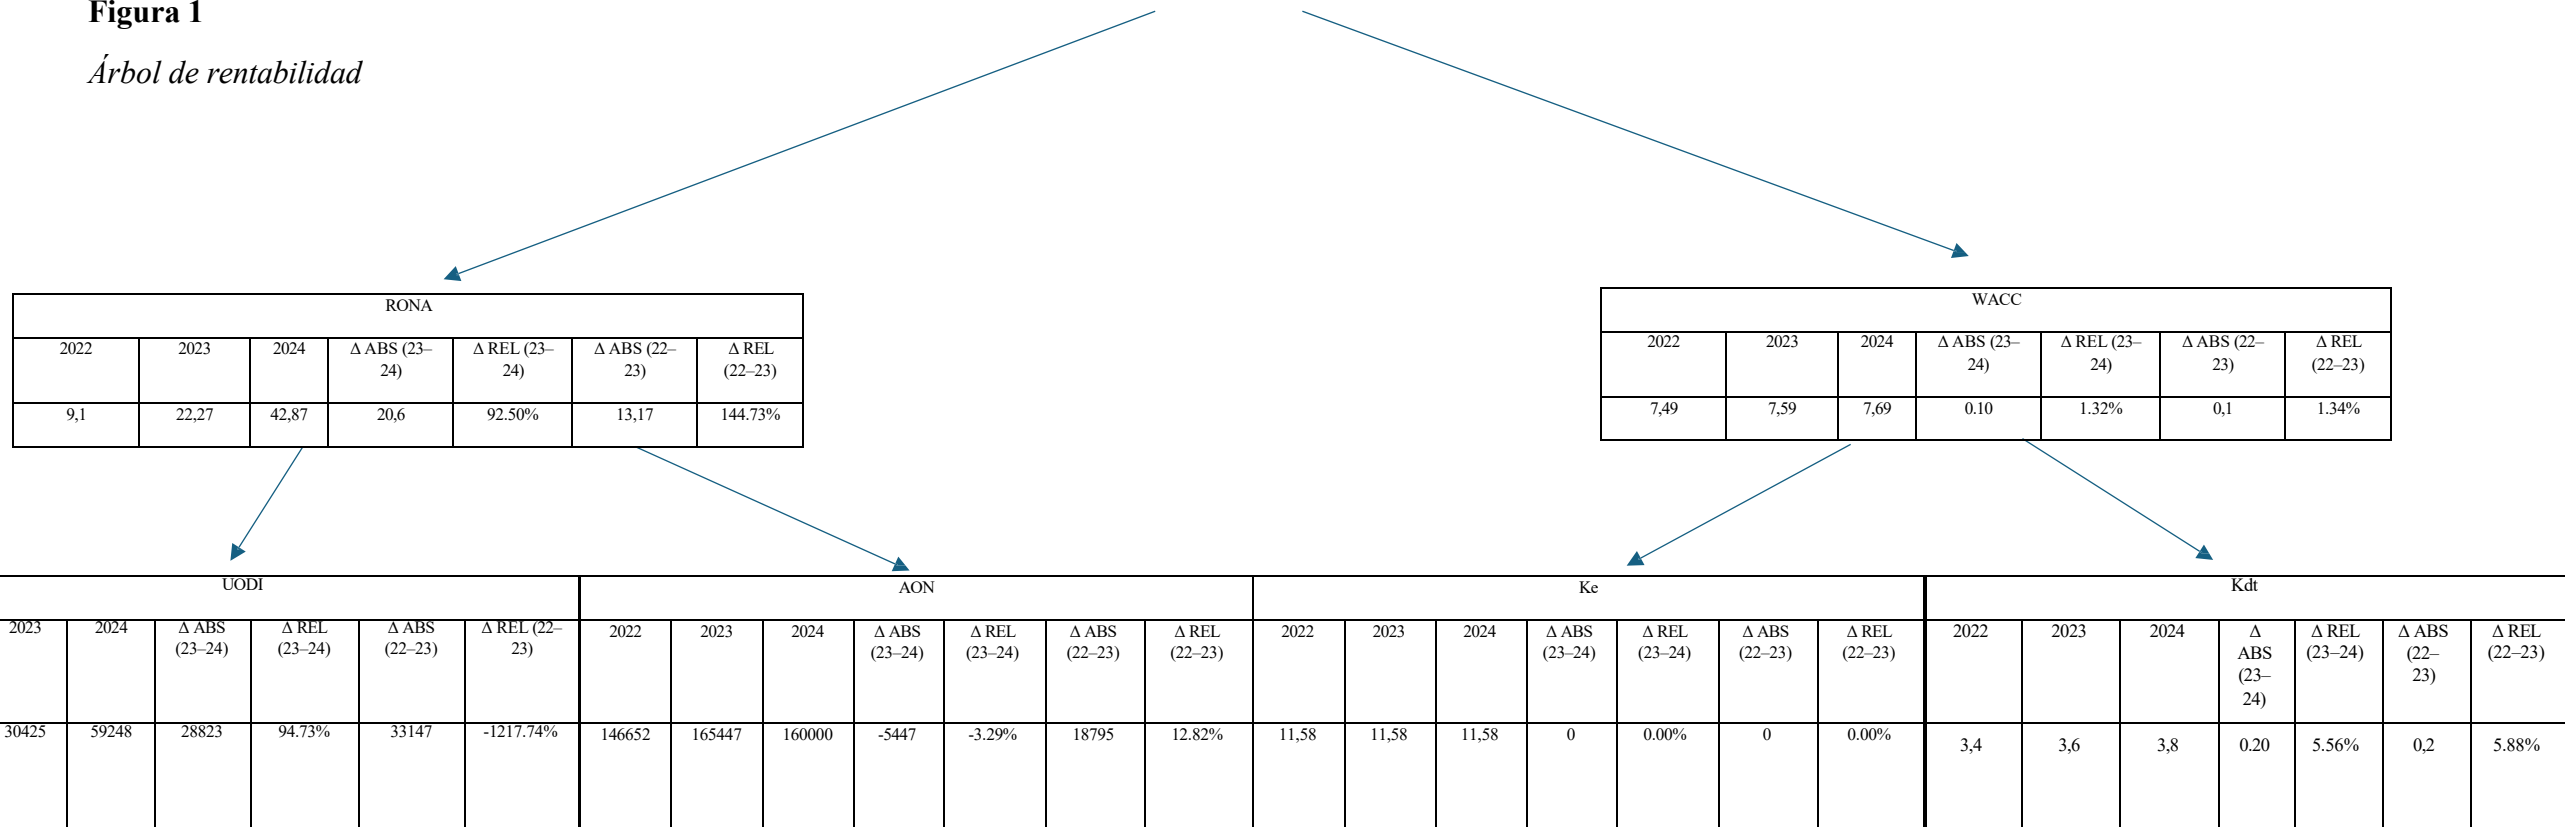 Figura 1
Árbol de rentabilidad
RONA
2022 2023 2024 Δ ABS (23– Δ REL (23– Δ ABS (22– Δ REL
24) 24) 23) (22–23)
9,1 22,27 42,87 20,6 92.50% 13,17 144.73%
WACC
2022 2023 2024 Δ ABS (23– Δ REL (23– Δ ABS (22– Δ REL
24) 24) 23) (22–23)
7,49 7,59 7,69 0.10 1.32% 0,1 1.34%
UODI
2023 2024 Δ ABS Δ REL Δ ABS Δ REL (22–
(23–24) (23–24) (22–23) 23)
30425 59248 28823 94.73% 33147 -1217.74%
AON
2022 2023 2024 Δ ABS Δ REL Δ ABS Δ REL
(23–24) (23–24) (22–23) (22–23)
146652 165447 160000 -5447 -3.29% 18795 12.82%
Ke
2022 2023 2024 Δ ABS Δ REL Δ ABS Δ REL
(23–24) (23–24) (22–23) (22–23)
11,58 11,58 11,58 0 0.00% 0 0.00%
Kdt
2022 2023 2024 Δ Δ REL Δ ABS Δ REL
ABS (23–24) (22– (22–23)
(23– 23)
24)
3,4 3,6 3,8 0.20 5.56% 0,2 5.88%